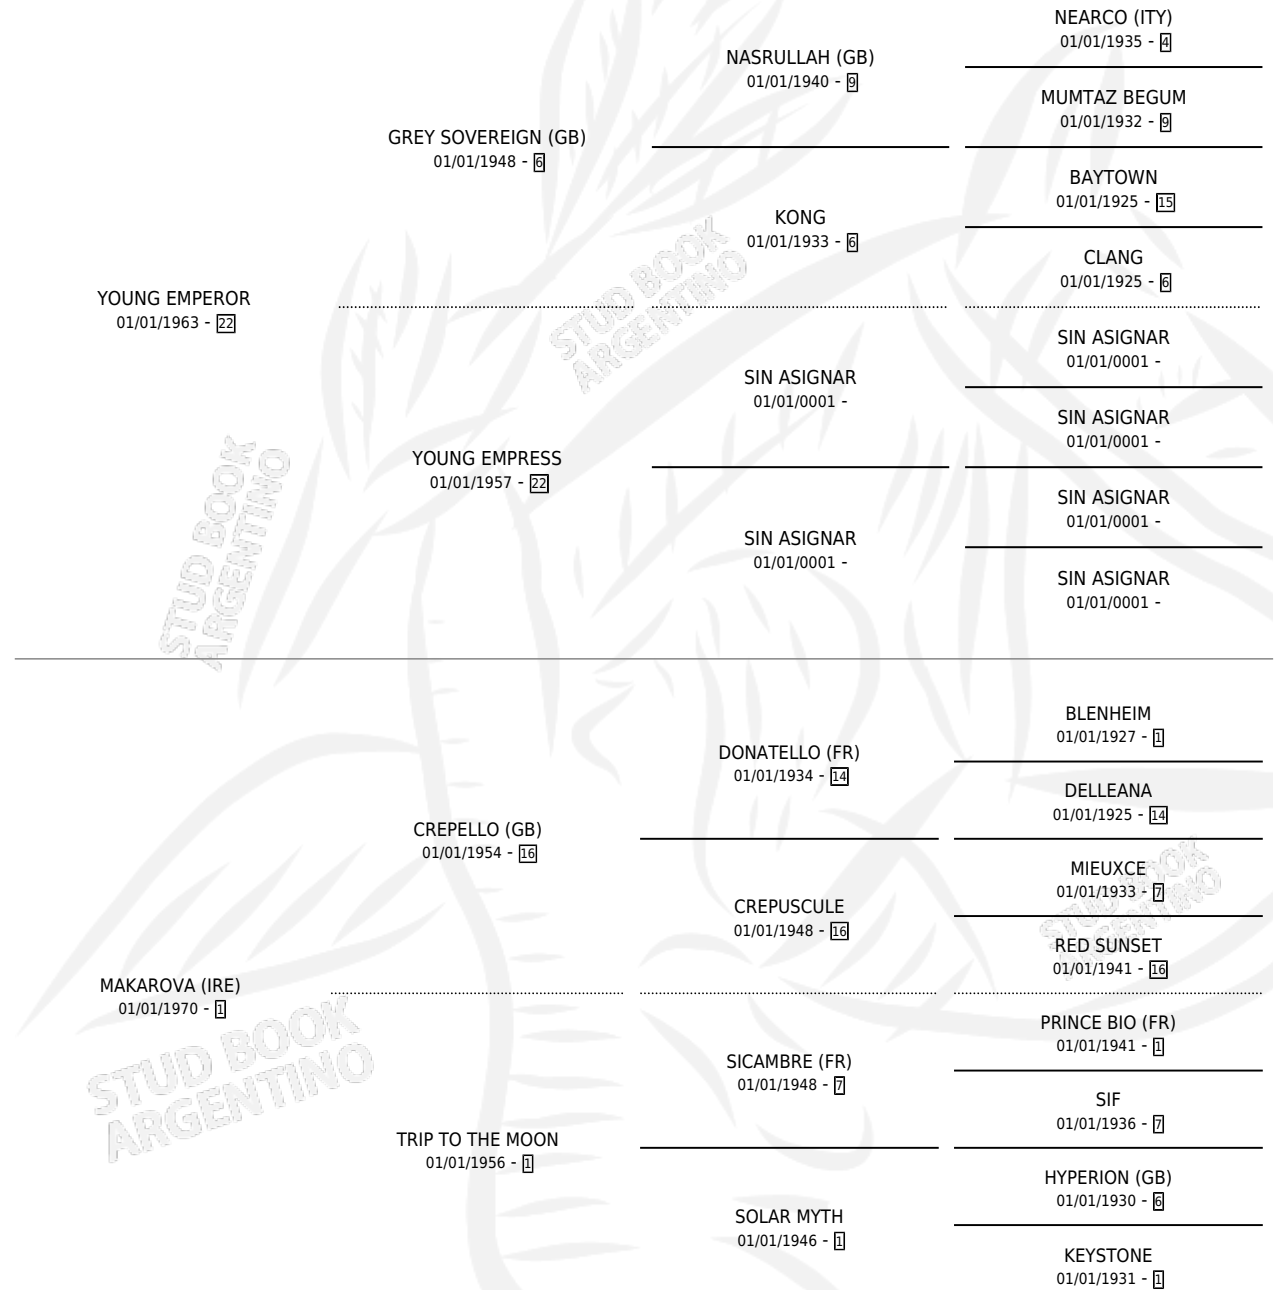 NEARCO (ITY)
01/01/1935 - 4
NASRULLAH (GB)
01/01/1940 - 9
MUMTAZ BEGUM
01/01/1932 - 9
GREY SOVEREIGN (GB)
01/01/1948 - 6
BAYTOWN
01/01/1925 - 15
KONG
01/01/1933 - 6
CLANG
01/01/1925 - 6
YOUNG EMPEROR
01/01/1963 - 22
SIN ASIGNAR
01/01/0001 -
SIN ASIGNAR
01/01/0001 -
SIN ASIGNAR
01/01/0001 -
YOUNG EMPRESS
01/01/1957 - 22
SIN ASIGNAR
01/01/0001 -
SIN ASIGNAR
01/01/0001 -
SIN ASIGNAR
01/01/0001 -
BLENHEIM
01/01/1927 - 1
DONATELLO (FR)
01/01/1934 - 14
DELLEANA
01/01/1925 - 14
CREPELLO (GB)
01/01/1954 - 16
MIEUXCE
01/01/1933 - 7
CREPUSCULE
01/01/1948 - 16
RED SUNSET
01/01/1941 - 16
MAKAROVA (IRE)
01/01/1970 - 1
PRINCE BIO (FR)
01/01/1941 - 1
SICAMBRE (FR)
01/01/1948 - 7
SIF
01/01/1936 - 7
TRIP TO THE MOON
01/01/1956 - 1
HYPERION (GB)
01/01/1930 - 6
SOLAR MYTH
01/01/1946 - 1
KEYSTONE
01/01/1931 - 1
STUD BOOK
ARGENTINO
STUD BOOK
ARGENTINO
STUD BOOK
ARGENTINO
STUD BOOK
ARGENTINO